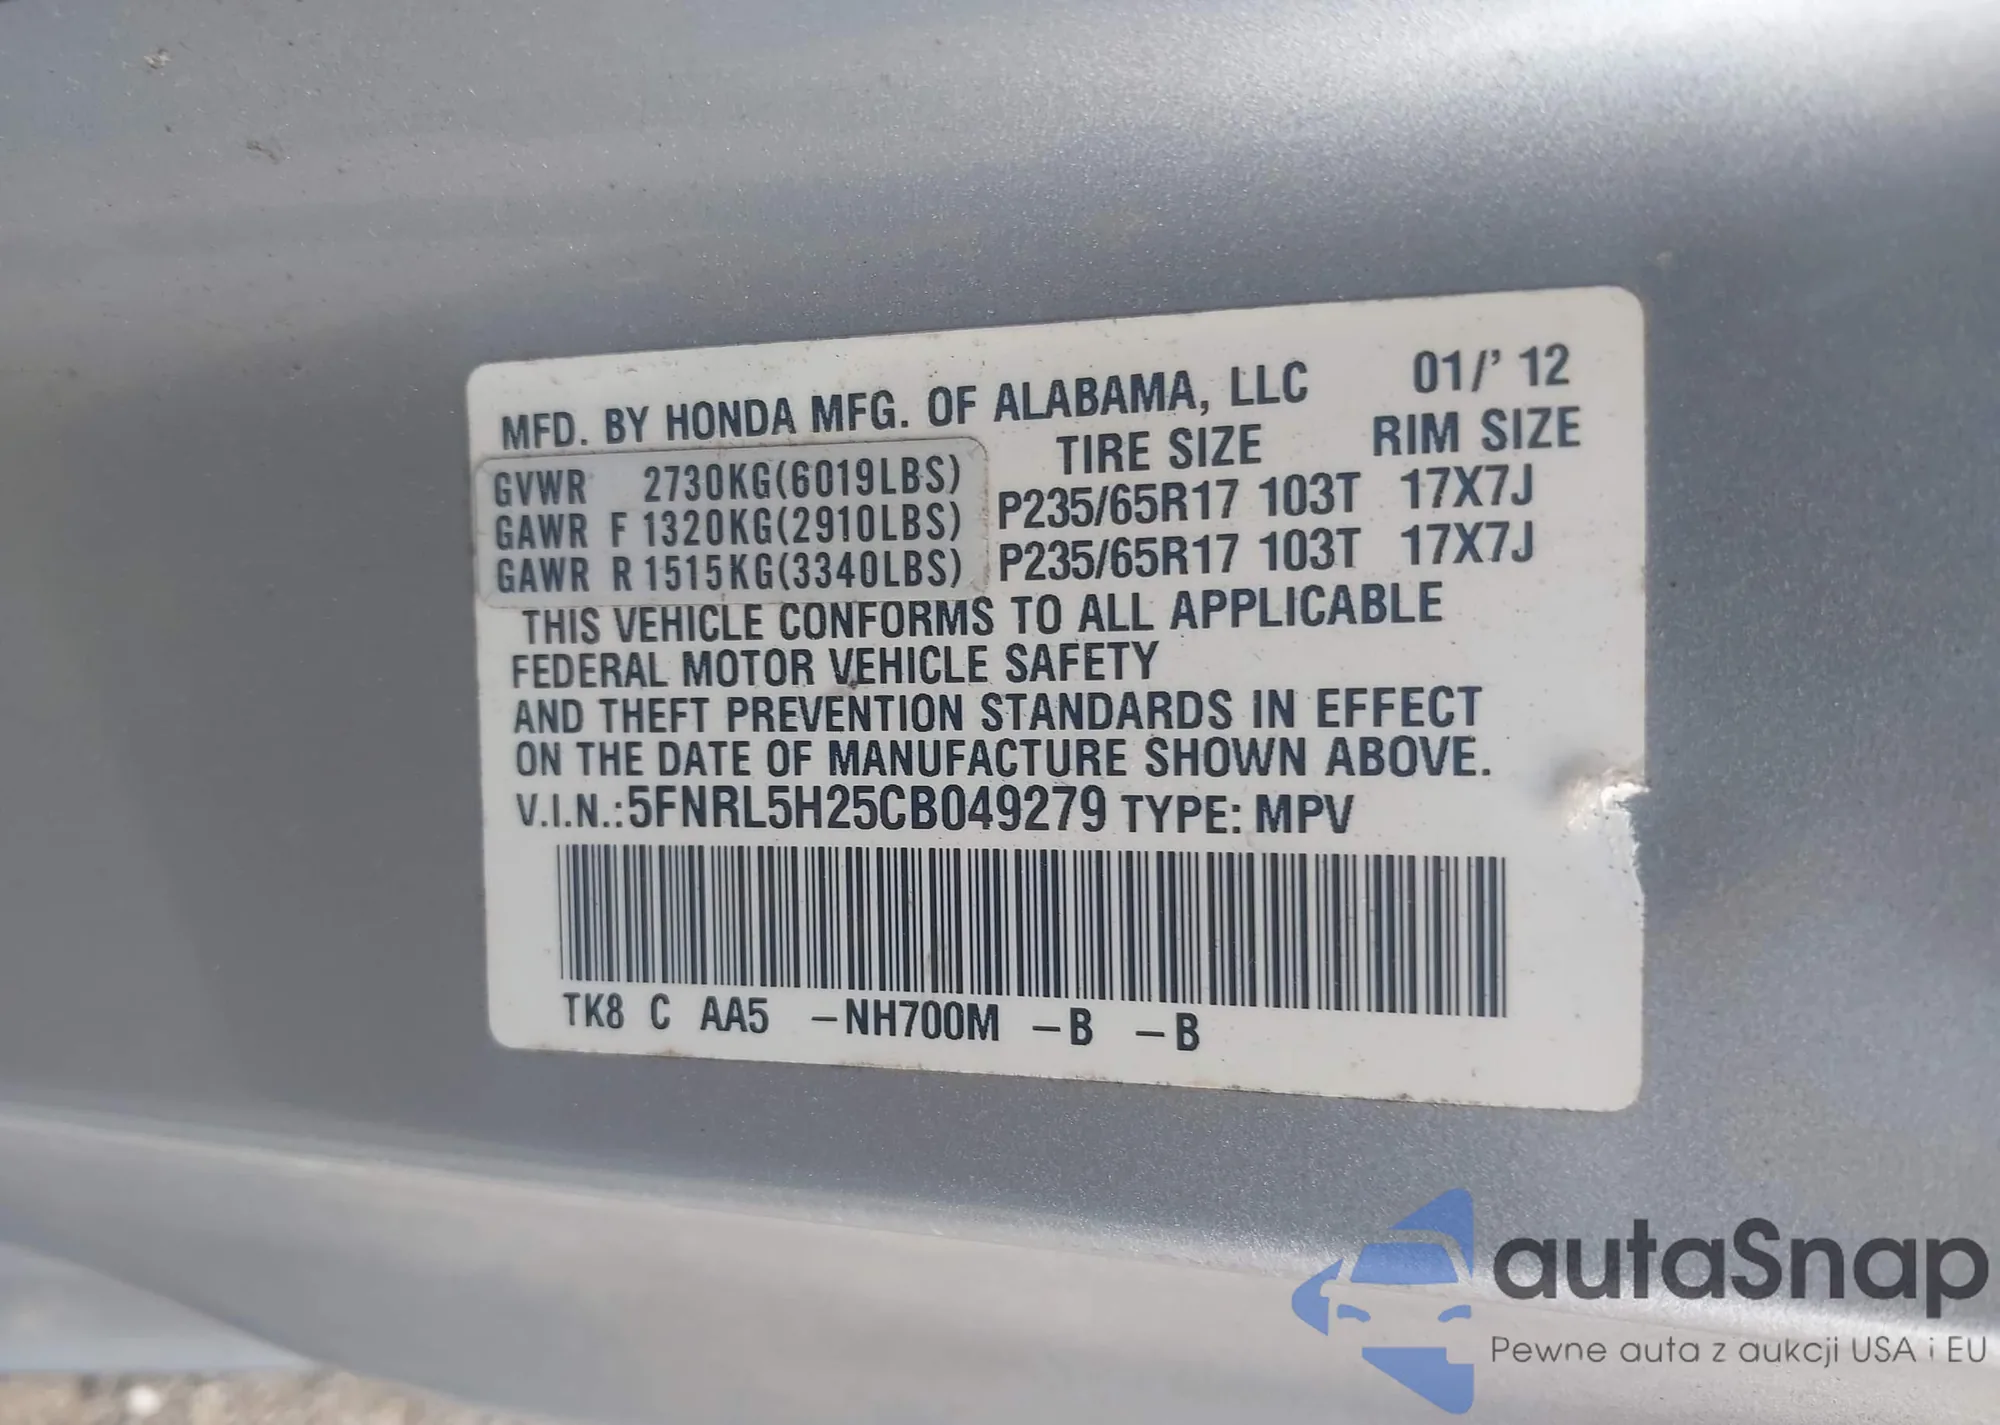 MFD. BY HONDA MFG. OF ALABAMA, LLC 01/' 12
TIRE SIZE RIM SIZE
GVWR 2730KG(6019LBS)
GAWR F 1320KG(2910LBS) P235/65R17 103T 17X7J
GAWR R 1515KG(3340LBS) P235/65R17 103T 17X7J
THIS VEHICLE CONFORMS TO ALL APPLICABLE
FEDERAL MOTOR VEHICLE SAFETY
AND THEFT PREVENTION STANDARDS IN EFFECT
ON THE DATE OF MANUFACTURE SHOWN ABOVE.
V.I.N.:5FNRL5H25CB049279 TYPE: MPV
TK8 C AA5 –NH700M –B –B
autaSnap
Pewne auta z aukcji USA i EU